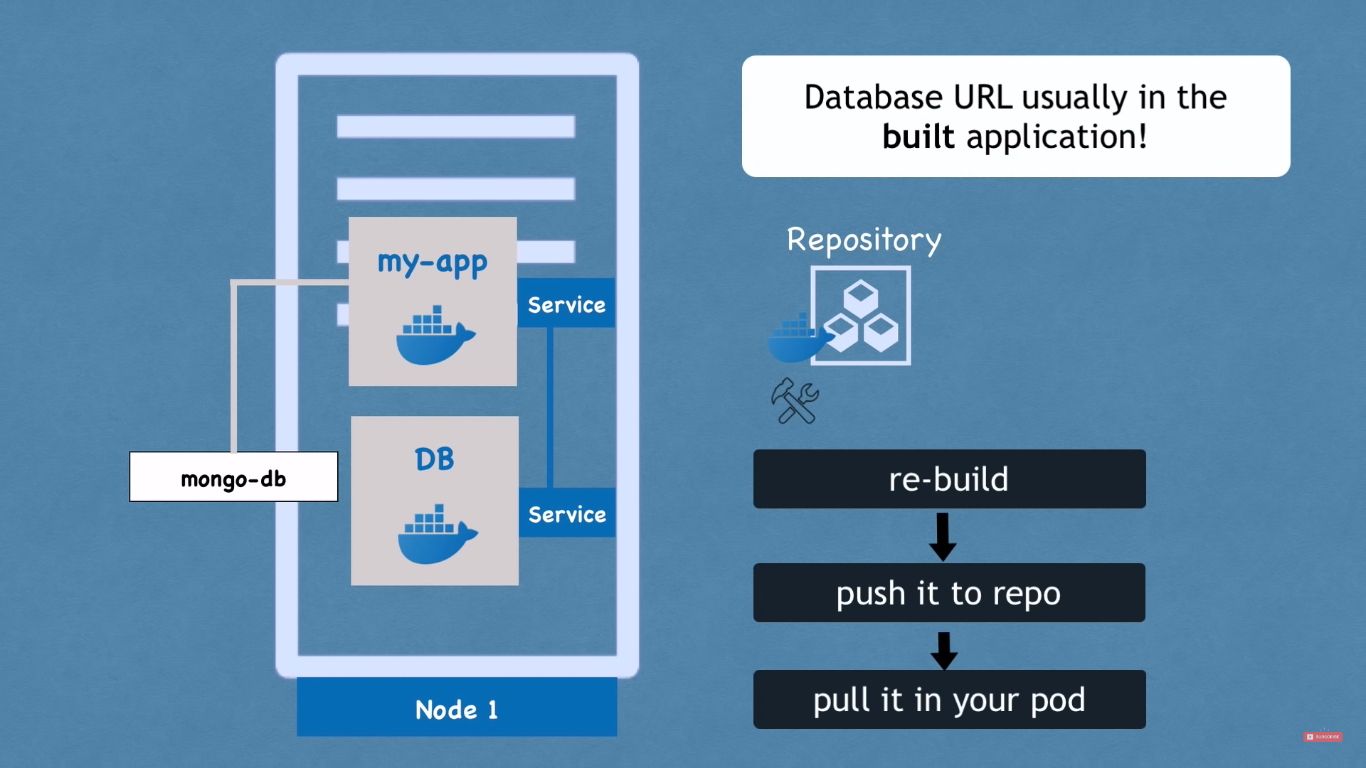 Database URL usually in the
built application!
Repository
my-app
Service
mongo-db
DB
Service
re-build
push it to repo
pull it in your pod
Node 1
SUBSCRIBE